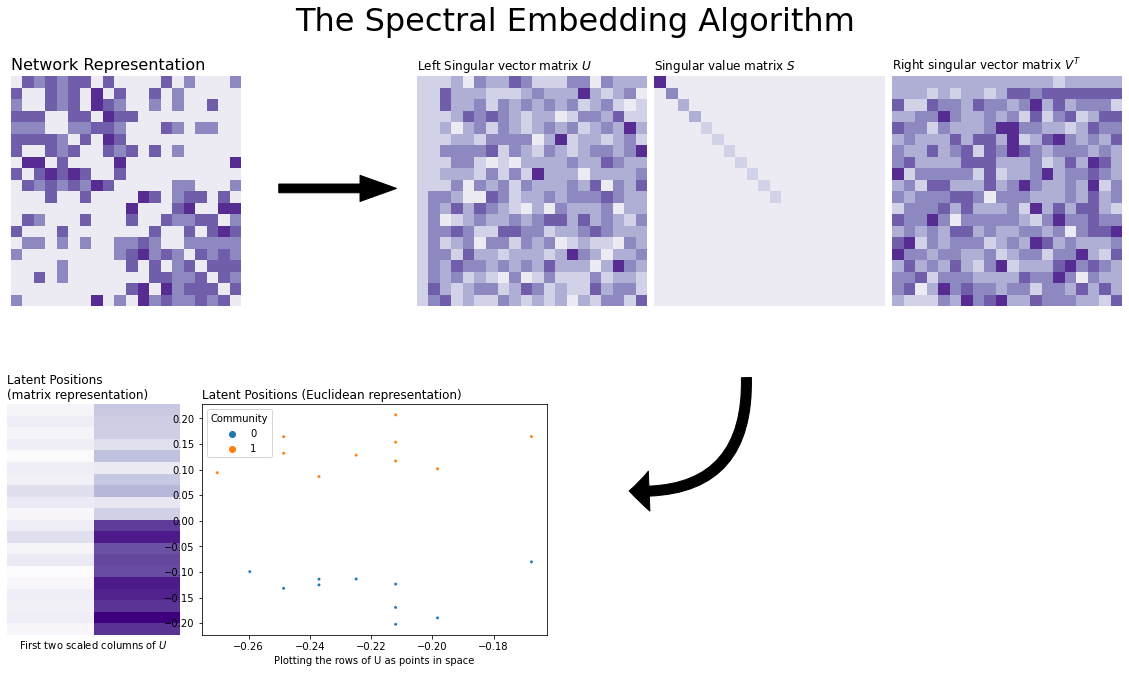 The Spectral Embedding Algorithm
Network Representation
Left Singular vector matrix U
Singular value matrix S
Right singular vector matrix V^T
Latent Positions
(matrix representation)
First two scaled columns of U
Latent Positions (Euclidean representation)
Community
0
1
0.20
0.15
0.10
0.05
0.00
−0.05
−0.10
−0.15
−0.20
−0.26
−0.24
−0.22
−0.20
−0.18
Plotting the rows of U as points in space